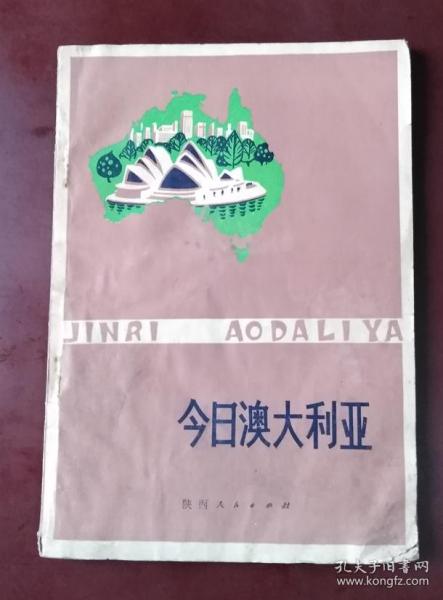 JINRI AODALIYA
今日澳大利亚
陕西人民出版社
孔夫子旧书网
www.kongfz.com